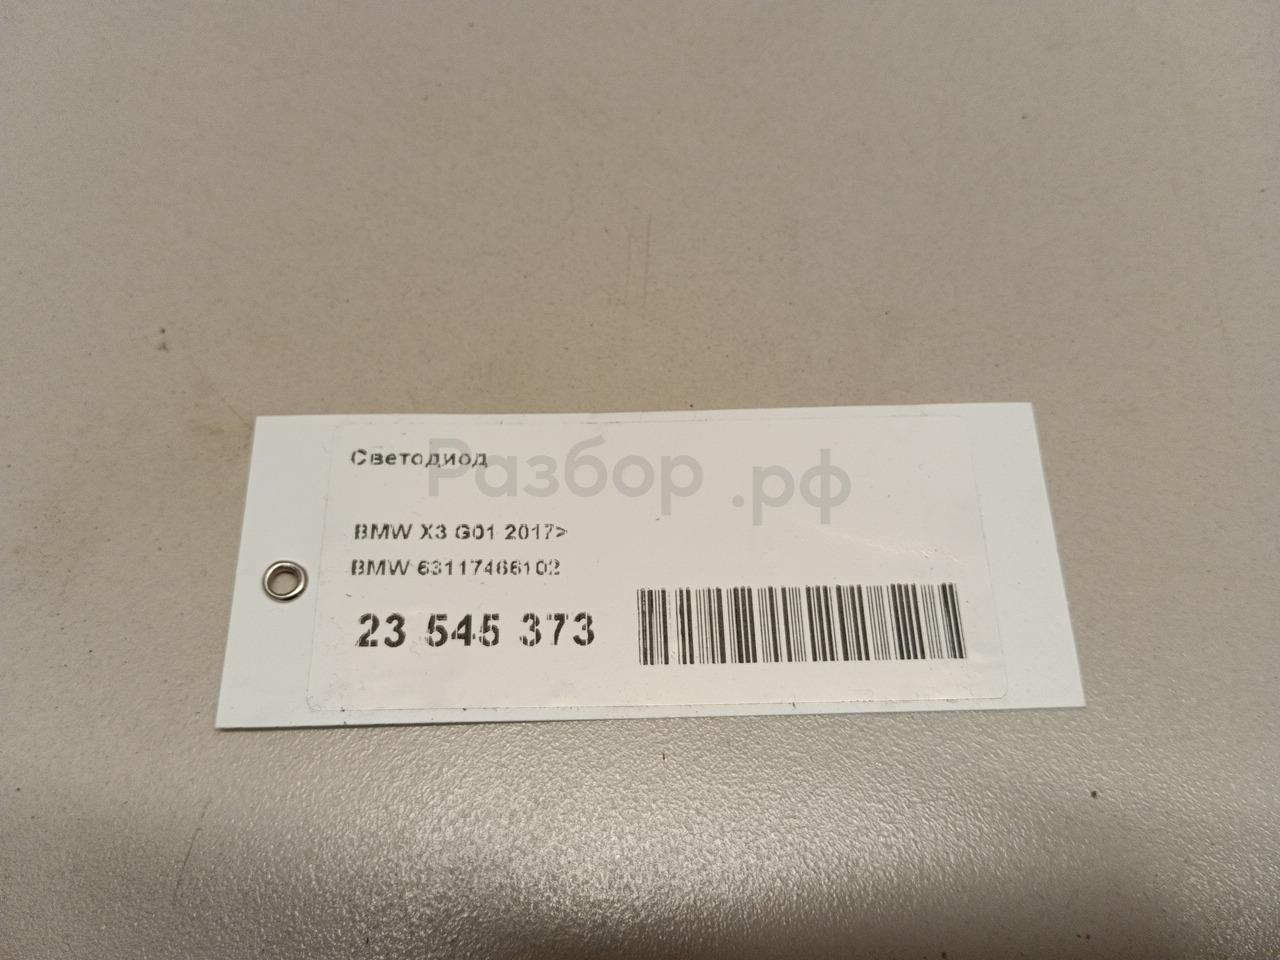 Светодиод
Разбор.рф
BMW X3 G01 2017>
BMW 63117466102
23 545 373